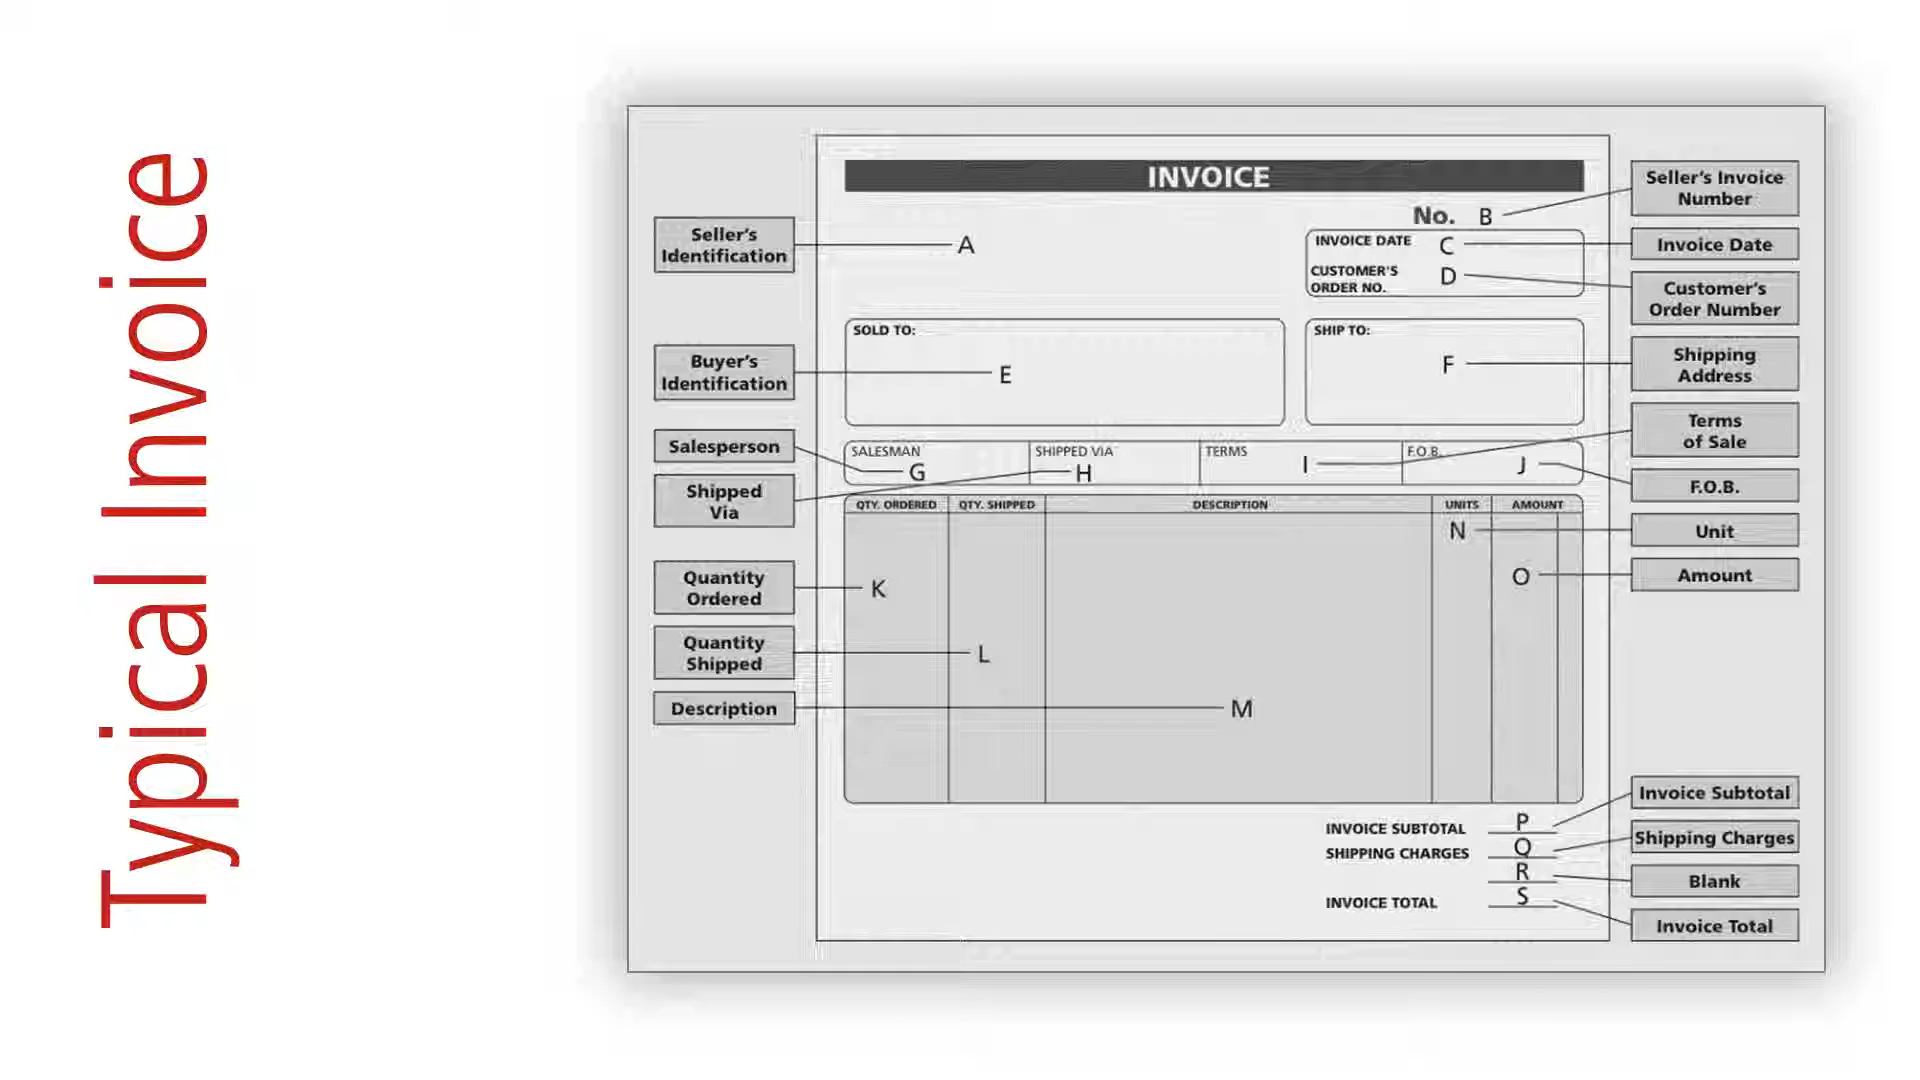 Typical Invoice
INVOICE
No. B
Seller's Invoice
Number
Seller's
Identification
A
INVOICE DATE C
Invoice Date
CUSTOMER'S
ORDER NO.
D
Customer's
Order Number
SOLD TO:
SHIP TO:
Buyer's
Identification
E
F
Shipping
Address
Terms
of Sale
Salesperson
SALESMAN
G
SHIPPED VIA
H
TERMS
I
F.O.B.
J
F.O.B.
Shipped
Via
QTY. ORDERED QTY. SHIPPED DESCRIPTION UNITS AMOUNT
N
Unit
Quantity
Ordered
K
O
Amount
Quantity
Shipped
L
Description
M
Invoice Subtotal
INVOICE SUBTOTAL P
Shipping Charges
SHIPPING CHARGES Q
R
Blank
INVOICE TOTAL S
Invoice Total